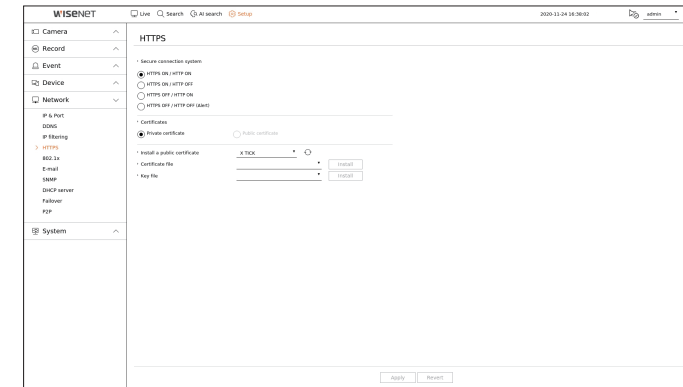 WISENET Live Search AI search Setup 2020-11-24 16:38:02 admin
Camera
Record
Event
Device
Network
IP & Port
DDNS
IP filtering
HTTPS
802.1x
E-mail
SNMP
DHCP server
Failover
P2P
System
HTTPS
Secure connection system
HTTPS ON / HTTP ON
HTTPS ON / HTTP OFF
HTTPS OFF / HTTP ON
HTTPS OFF / HTTP OFF (Alert)
Certificates
Private certificate Public certificate
Install a public certificate X TICK
Certificate file Install
Key file Install
Apply Revert